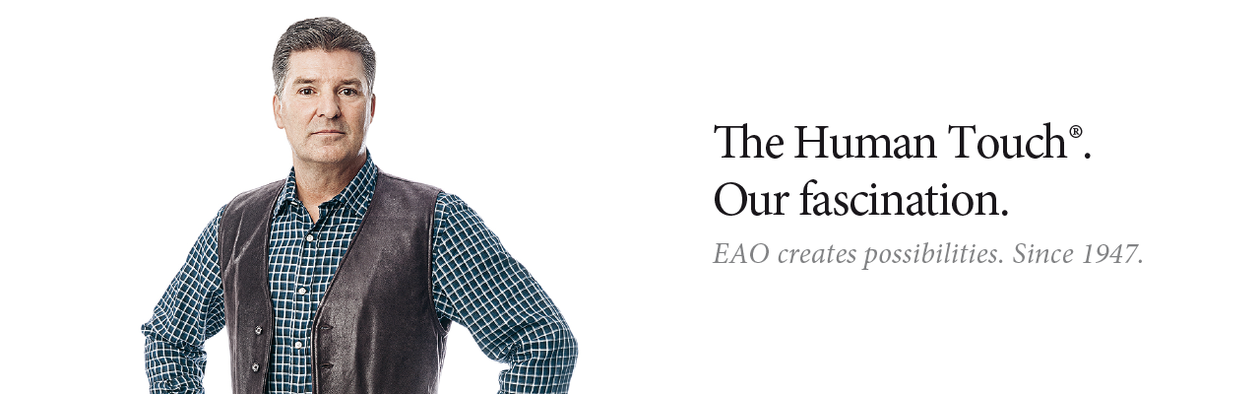 The Human Touch®.
Our fascination.
EAO creates possibilities. Since 1947.